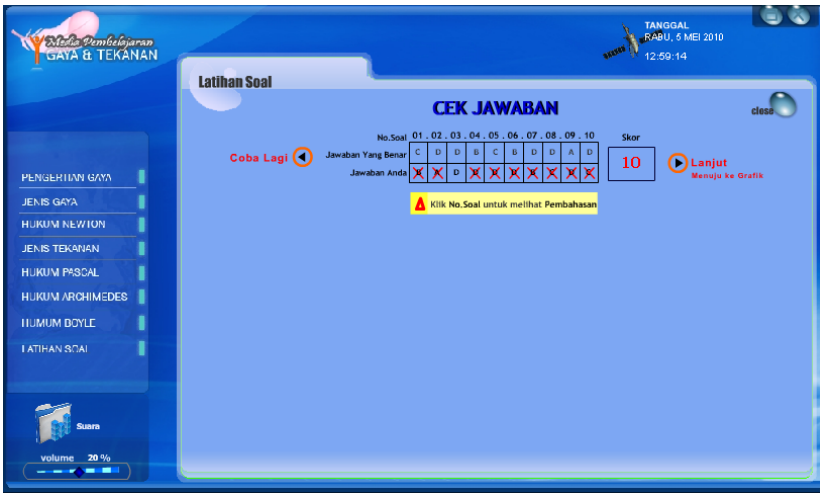 Media Pembelajaran
GAYA & TEKANAN
TANGGAL
RABU, 5 MEI 2010
12:59:14
Latihan Soal
CEK JAWABAN
close
No.Soal 01 . 02 . 03 . 04 . 05 . 06 . 07 . 08 . 09 . 10
Skor
Coba Lagi
Jawaban Yang Benar C D D B C B D D A D
10
Lanjut
Menuju ke Grafik
Jawaban Anda D
Klik No.Soal untuk melihat Pembahasan
PENGERTIAN GAYA
JENIS GAYA
HUKUM NEWTON
JENIS TEKANAN
HUKUM PASCAL
HUKUM ARCHIMEDES
HUMUM BOYLE
LATIHAN SOAL
Suara
volume 20 %